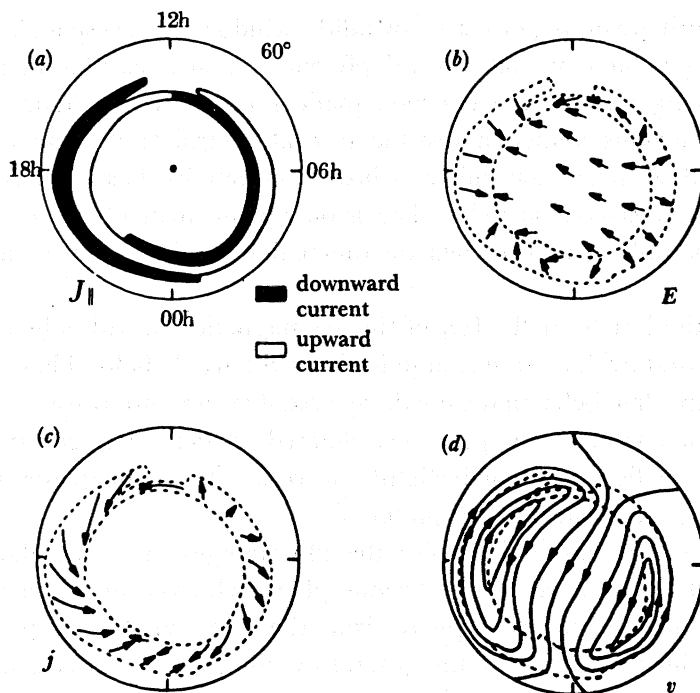 12h
(a)
60°
18h
06h
J∥
00h
downward
current
upward
current
(b)
E
(c)
j
(d)
v